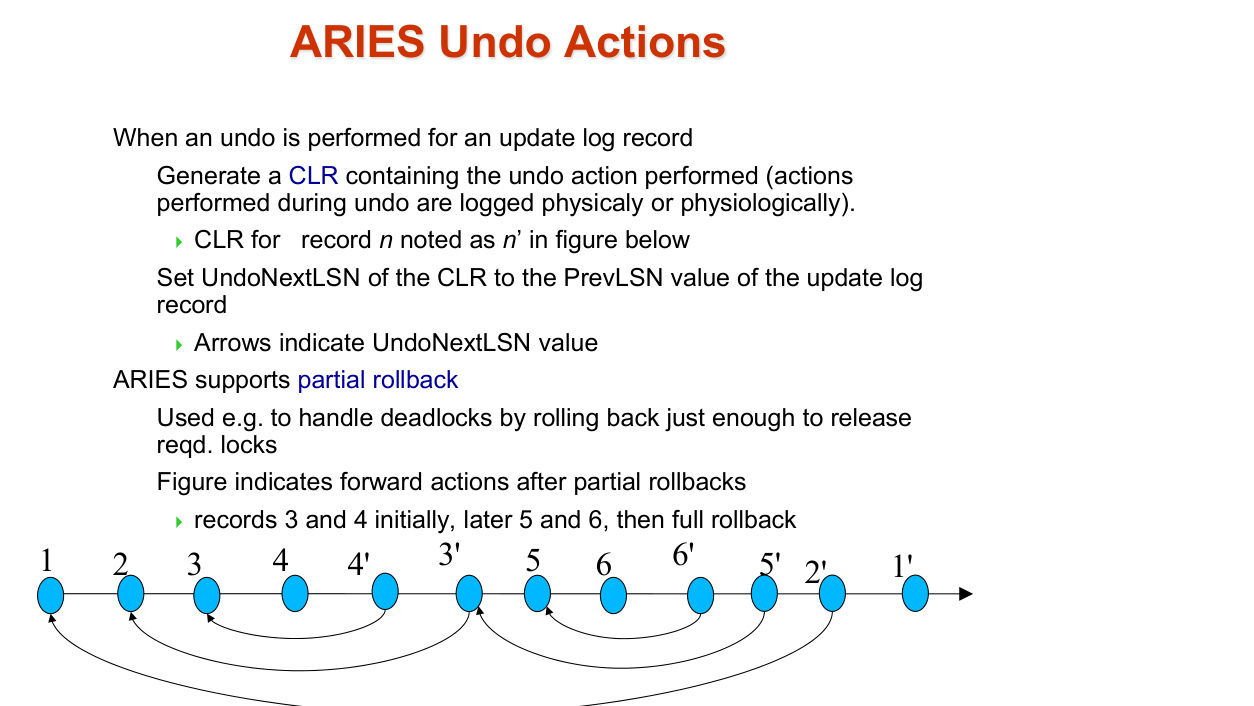 ARIES Undo Actions
When an undo is performed for an update log record
Generate a CLR containing the undo action performed (actions
performed during undo are logged physicaly or physiologically).
CLR for record n noted as n’ in figure below
Set UndoNextLSN of the CLR to the PrevLSN value of the update log
record
Arrows indicate UndoNextLSN value
ARIES supports partial rollback
Used e.g. to handle deadlocks by rolling back just enough to release
reqd. locks
Figure indicates forward actions after partial rollbacks
records 3 and 4 initially, later 5 and 6, then full rollback
1 2 3 4 4' 3' 5 6 6' 5' 2' 1'